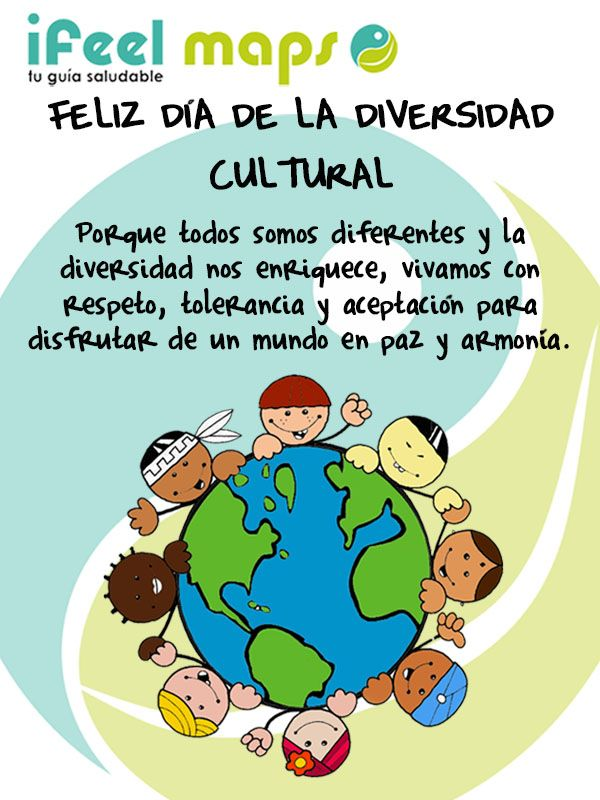 iFeel maps
tu guía saludable
FELIZ DÍA DE LA DIVERSIDAD
CULTURAL
Porque todos somos diferentes y la
diversidad nos enriquece, vivamos con
respeto, tolerancia y aceptación para
disfrutar de un mundo en paz y armonía.